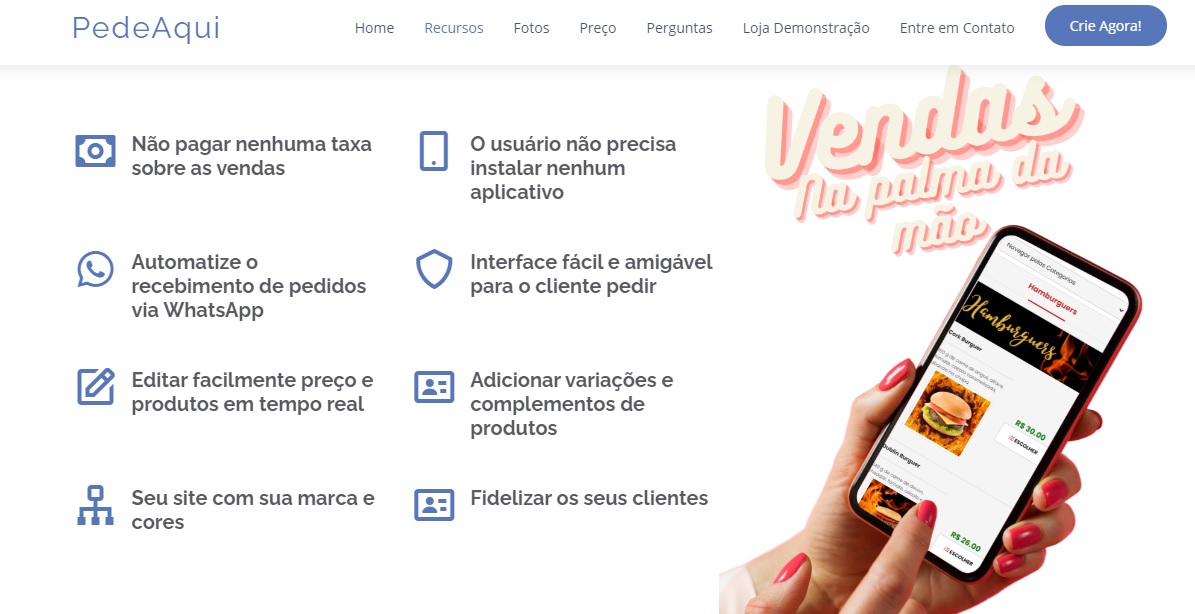 PedeAqui
Home
Recursos
Fotos
Preço
Perguntas
Loja Demonstração
Entre em Contato
Crie Agora!
Não pagar nenhuma taxa
sobre as vendas
O usuário não precisa
instalar nenhum
aplicativo
Automatize o
recebimento de pedidos
via WhatsApp
Interface fácil e amigável
para o cliente pedir
Editar facilmente preço e
produtos em tempo real
Adicionar variações e
complementos de
produtos
Seu site com sua marca e
cores
Fidelizar os seus clientes
Vendas
Na palma da
mão
Navegar pelas Categorias
Hamburguers
Hamburguers
Cork Burguer
R$ 30.00
ESCOLHER
Dublin Burguer
R$ 26.00
ESCOLHER